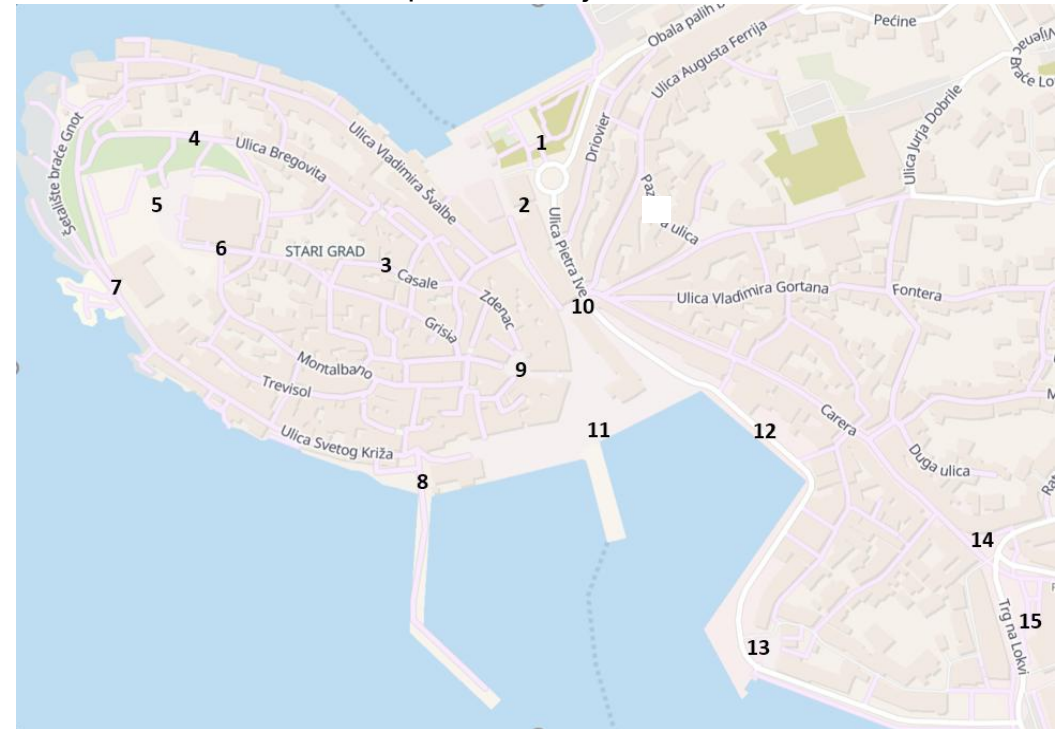 Obala palih
Pećine
Ulica Augusta Ferrija
Vijenac
Braće Lo
Ulica Jurja Dobrile
Driovier
1
4
Ulica Vladimira Švalbe
Ulica Bregovita
Šetalište braće Gnot
5
2
Paz
a ulica
Ulica Pietra Ive
6
STARI GRAD
3
Casale
7
Zdenac
10
Ulica Vladimira Gortana
Fontera
Grisia
Montalbano
9
Trevisol
Carera
11
12
Ulica Svetog Križa
Duga ulica
8
14
Trg na Lokvi
15
13